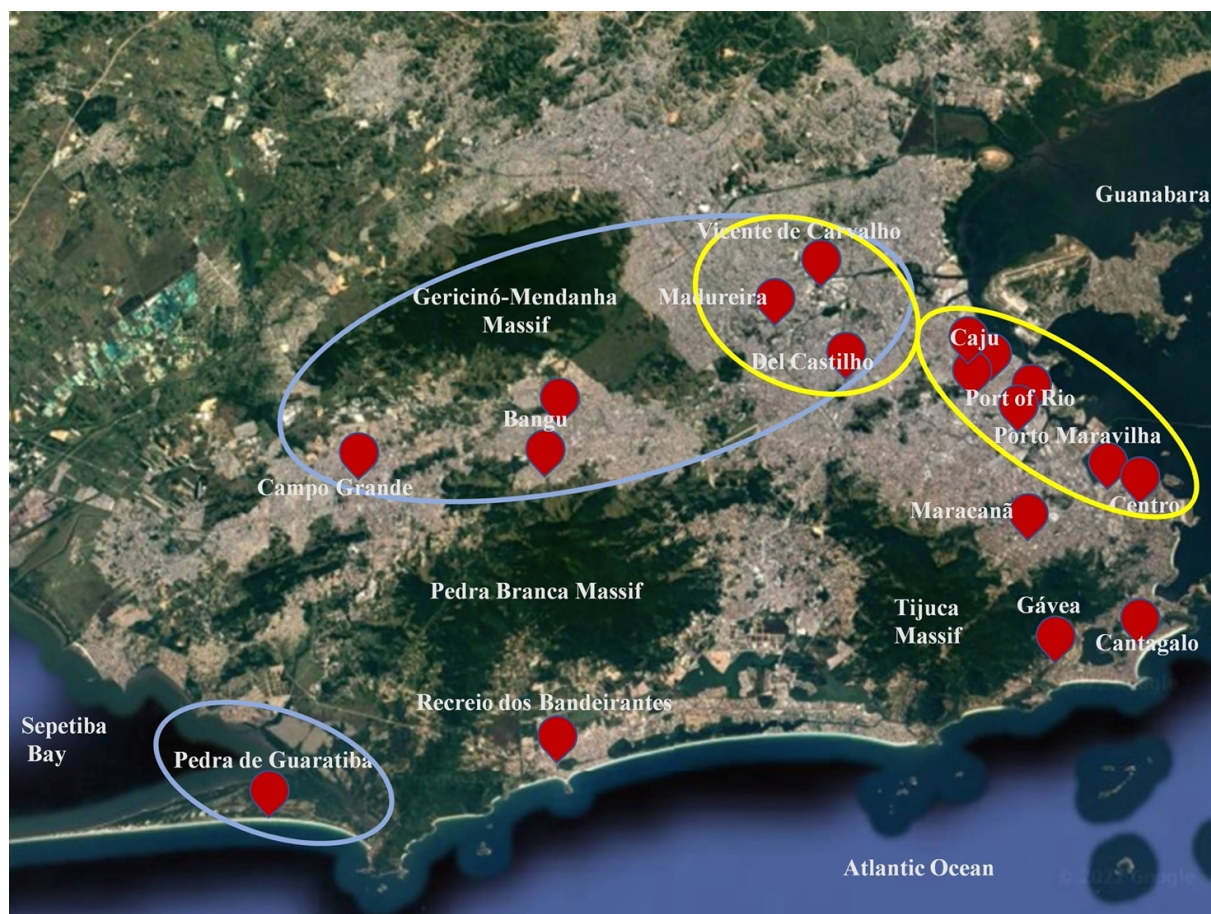 Guanabara
Vicente de Carvalho
Gericinó-Mendanha
Massif
Madureira
Caju
Del Castilho
Port of Rio
Bangu
Porto Maravilha
Campo Grande
Centro
Maracanã
Pedra Branca Massif
Tijuca
Massif
Gávea
Cantagalo
Recreio dos Bandeirantes
Sepetiba
Bay
Pedra de Guaratiba
Atlantic Ocean
Google